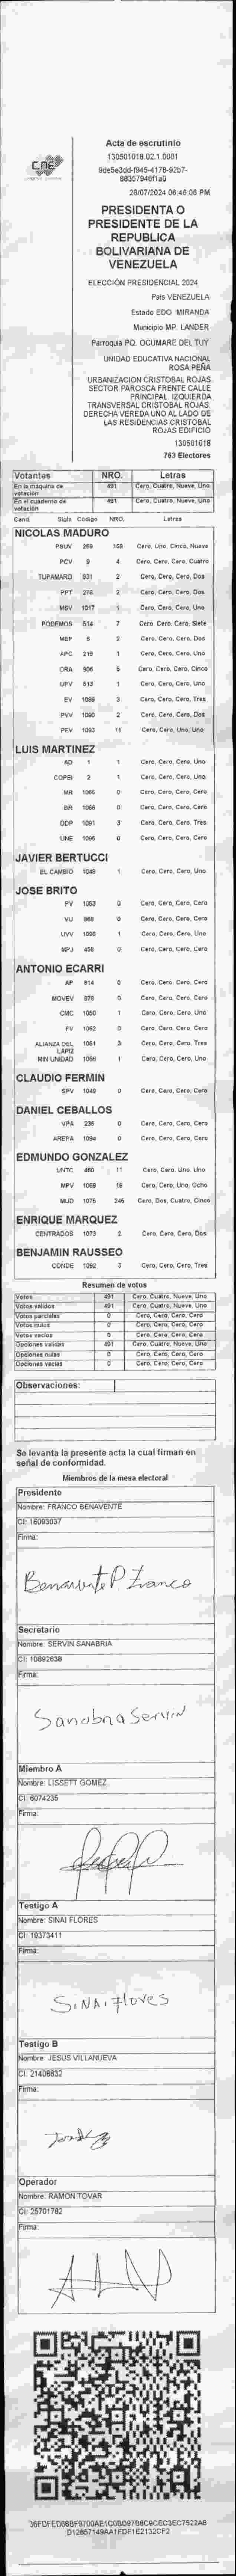 CNE
Acta de escrutinio
130501018.02.1.0001
28/07/2024 06:46:06 PM
PRESIDENTA O
PRESIDENTE DE LA
REPUBLICA
BOLIVARIANA DE
VENEZUELA
ELECCIÓN PRESIDENCIAL 2024
Pais VENEZUELA
Estado EDO. MIRANDA
Municipio MP. LANDER
Parroquia PQ. OCUMARE DEL TUY
UNIDAD EDUCATIVA NACIONAL
ROSA PEÑA
URBANIZACION CRISTOBAL ROJAS
SECTOR PAROSCA FRENTE CALLE
PRINCIPAL. IZQUIERDA
TRANSVERSAL CRISTOBAL ROJAS.
DERECHA VEREDA UNO AL LADO DE
LAS RESIDENCIAS CRISTOBAL
ROJAS EDIFICIO
130501018
763 Electores
Votantes NRO. Letras
En la máquina de votación 491 Cero, Cuatro, Nueve, Uno
En el cuaderno de votación 491 Cero, Cuatro, Nueve, Uno
Cand Sigla Código NRO. Letras
NICOLAS MADURO
PSUV 269 159 Cero, Uno, Cinco, Nueve
PCV 9 4 Cero, Cero, Cero, Cuatro
TUPAMARO 931 2 Cero, Cero, Cero, Dos
PPT 276 2 Cero, Cero, Cero, Dos
MSV 1017 1 Cero, Cero, Cero, Uno
PODEMOS 514 7 Cero, Cero, Cero, Siete
MEP 6 2 Cero, Cero, Cero, Dos
APC 219 1 Cero, Cero, Cero, Uno
ORA 906 5 Cero, Cero, Cero, Cinco
UPV 513 1 Cero, Cero, Cero, Uno
EV 1089 3 Cero, Cero, Cero, Tres
PVV 1090 2 Cero, Cero, Cero, Dos
PFV 1093 11 Cero, Cero, Uno, Uno
LUIS MARTINEZ
AD 1 1 Cero, Cero, Cero, Uno
COPEI 2 1 Cero, Cero, Cero, Uno
MR 1065 0 Cero, Cero, Cero, Cero
BR 1066 0 Cero, Cero, Cero, Cero
DDP 1091 3 Cero, Cero, Cero, Tres
UNE 1095 0 Cero, Cero, Cero, Cero
JAVIER BERTUCCI
EL CAMBIO 1048 1 Cero, Cero, Cero, Uno
JOSE BRITO
PV 1053 0 Cero, Cero, Cero, Cero
VU 968 0 Cero, Cero, Cero, Cero
UVV 1098 1 Cero, Cero, Cero, Uno
MPJ 456 0 Cero, Cero, Cero, Cero
ANTONIO ECARRI
AP 814 0 Cero, Cero, Cero, Cero
MOVEV 876 0 Cero, Cero, Cero, Cero
CMC 1050 1 Cero, Cero, Cero, Uno
FV 1062 0 Cero, Cero, Cero, Cero
ALIANZA DEL LAPIZ 1061 3 Cero, Cero, Cero, Tres
MIN UNIDAD 1059 1 Cero, Cero, Cero, Uno
CLAUDIO FERMIN
SPV 1049 0 Cero, Cero, Cero, Cero
DANIEL CEBALLOS
VPA 236 0 Cero, Cero, Cero, Cero
AREPA 1094 0 Cero, Cero, Cero, Cero
EDMUNDO GONZALEZ
UNTC 460 11 Cero, Cero, Uno, Uno
MPV 1069 18 Cero, Cero, Uno, Ocho
MUD 1075 245 Cero, Dos, Cuatro, Cinco
ENRIQUE MARQUEZ
CENTRADOS 1073 2 Cero, Cero, Cero, Dos
BENJAMIN RAUSSEO
CONDE 1092 3 Cero, Cero, Cero, Tres
Resumen de votos
Votos 491 Cero, Cuatro, Nueve, Uno
Votos validos 491 Cero, Cuatro, Nueve, Uno
Votos parciales 0 Cero, Cero, Cero, Cero
Votos nulos 0 Cero, Cero, Cero, Cero
Votos vacios 0 Cero, Cero, Cero, Cero
Opciones validas 491 Cero, Cuatro, Nueve, Uno
Opciones nulas 0 Cero, Cero, Cero, Cero
Opciones vacias 0 Cero, Cero, Cero, Cero
Observaciones:
Se levanta la presente acta la cual firman en
señal de conformidad.
Miembros de la mesa electoral
Presidente
Nombre: FRANCO BENAVENTE
CI: 16093037
Firma:
Benavente P Franco
Secretario
Nombre: SERVIN SANABRIA
CI: 10892638
Firma:
Sanabria Servin
Miembro A
Nombre: LISSETT GOMEZ
CI: 6074235
Firma:
Testigo A
Nombre: SINAI FLORES
CI: 19373411
Firma:
SINAI Flores
Testigo B
Nombre: JESUS VILLANUEVA
CI: 21408832
Firma:
Operador
Nombre: RAMON TOVAR
CI: 25701782
Firma: